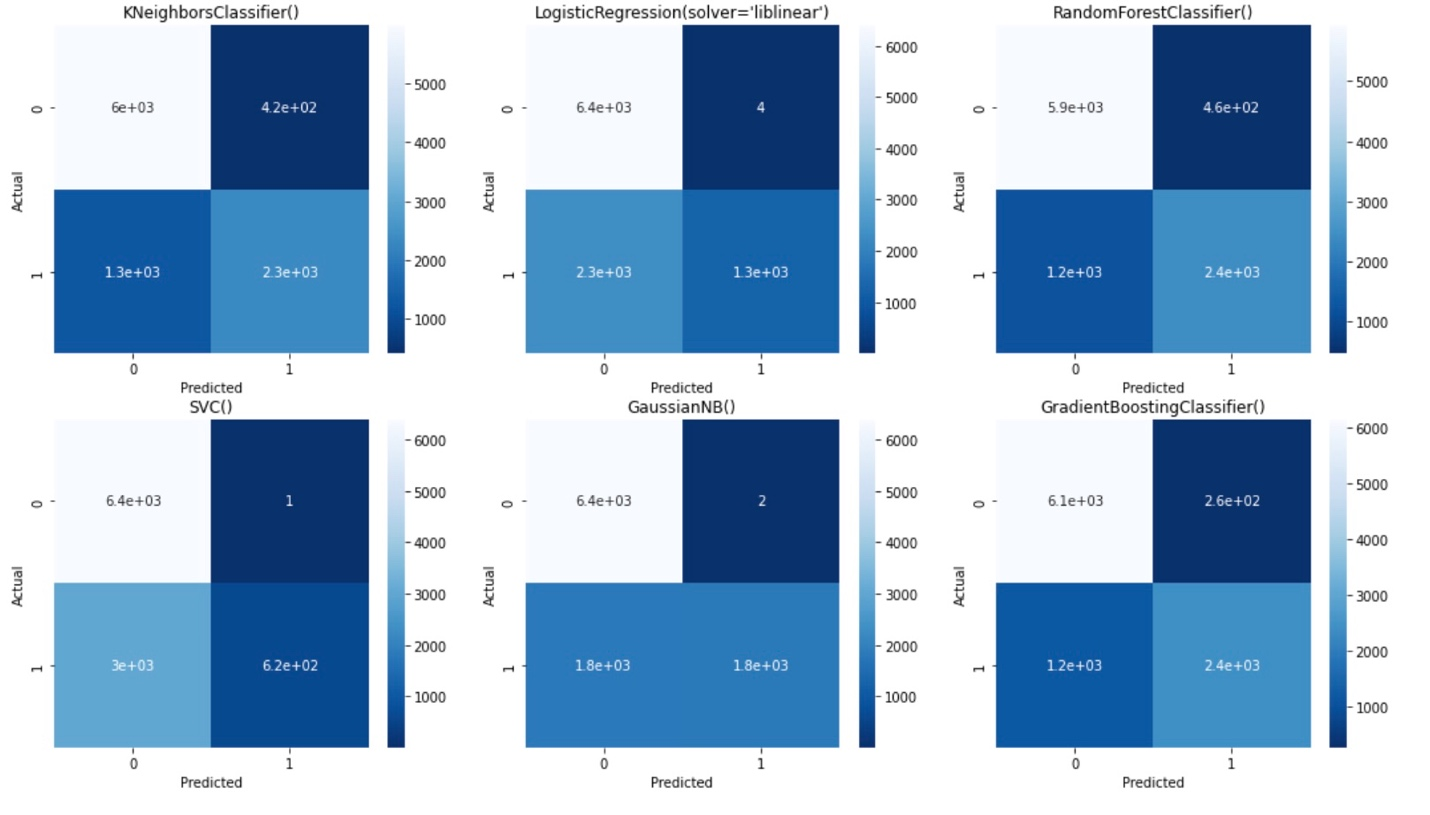 KNeighborsClassifier()
0
6e+03
4.2e+02
1
1.3e+03
2.3e+03
Actual
0
1
Predicted
5000
4000
3000
2000
1000
LogisticRegression(solver='liblinear')
0
6.4e+03
4
1
2.3e+03
1.3e+03
Actual
0
1
Predicted
6000
5000
4000
3000
2000
1000
RandomForestClassifier()
0
5.9e+03
4.6e+02
1
1.2e+03
2.4e+03
Actual
0
1
Predicted
5000
4000
3000
2000
1000
SVC()
0
6.4e+03
1
1
3e+03
6.2e+02
Actual
0
1
Predicted
6000
5000
4000
3000
2000
1000
GaussianNB()
0
6.4e+03
2
1
1.8e+03
1.8e+03
Actual
0
1
Predicted
6000
5000
4000
3000
2000
1000
GradientBoostingClassifier()
0
6.1e+03
2.6e+02
1
1.2e+03
2.4e+03
Actual
0
1
Predicted
6000
5000
4000
3000
2000
1000